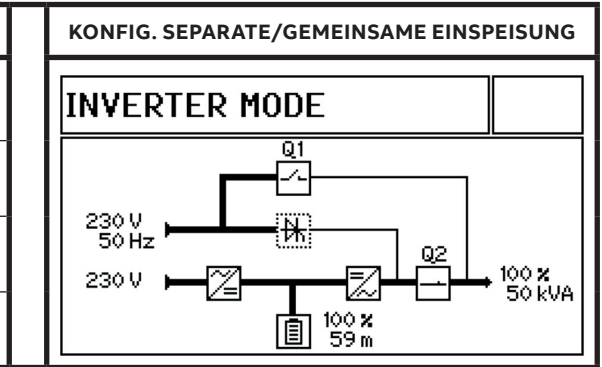 KONFIG. SEPARATE/GEMEINSAME EINSPEISUNG
INVERTER MODE
Q1
230 V
50 Hz
Q2
230 V
100 %
50 kVA
100 %
59 m